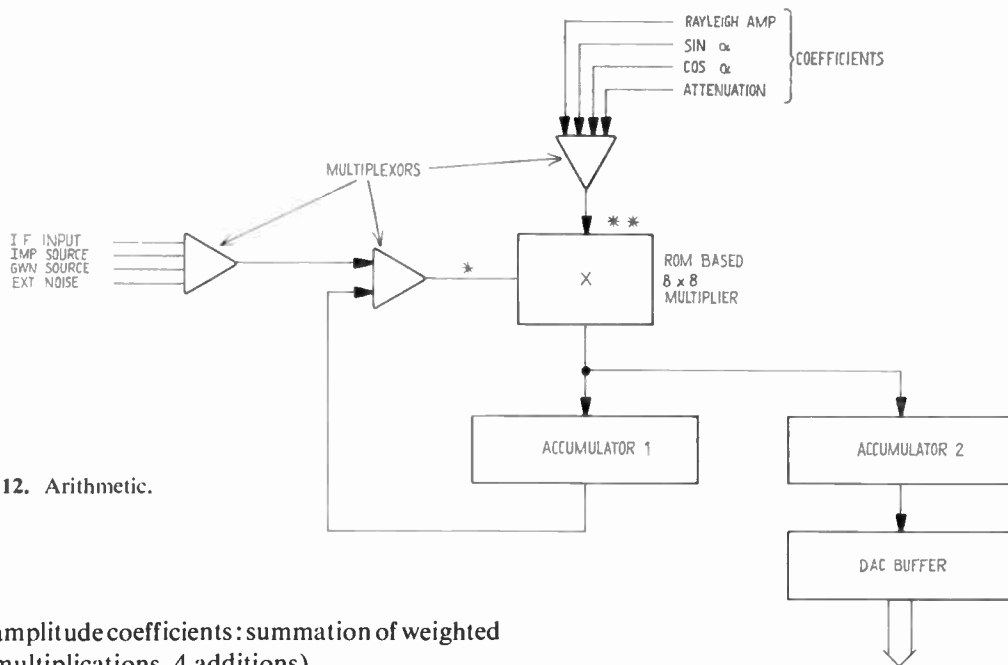 RAYLEIGH AMP
SIN α
COS α
ATTENUATION
COEFFICIENTS
MULTIPLEXORS
I F INPUT
IMP SOURCE
GWN SOURCE
EXT NOISE
*
* *
X
ROM BASED
8 x 8
MULTIPLIER
ACCUMULATOR 1
ACCUMULATOR 2
12. Arithmetic.
DAC BUFFER
amplitude coefficients: summation of weighted
multiplications, 4 additions)